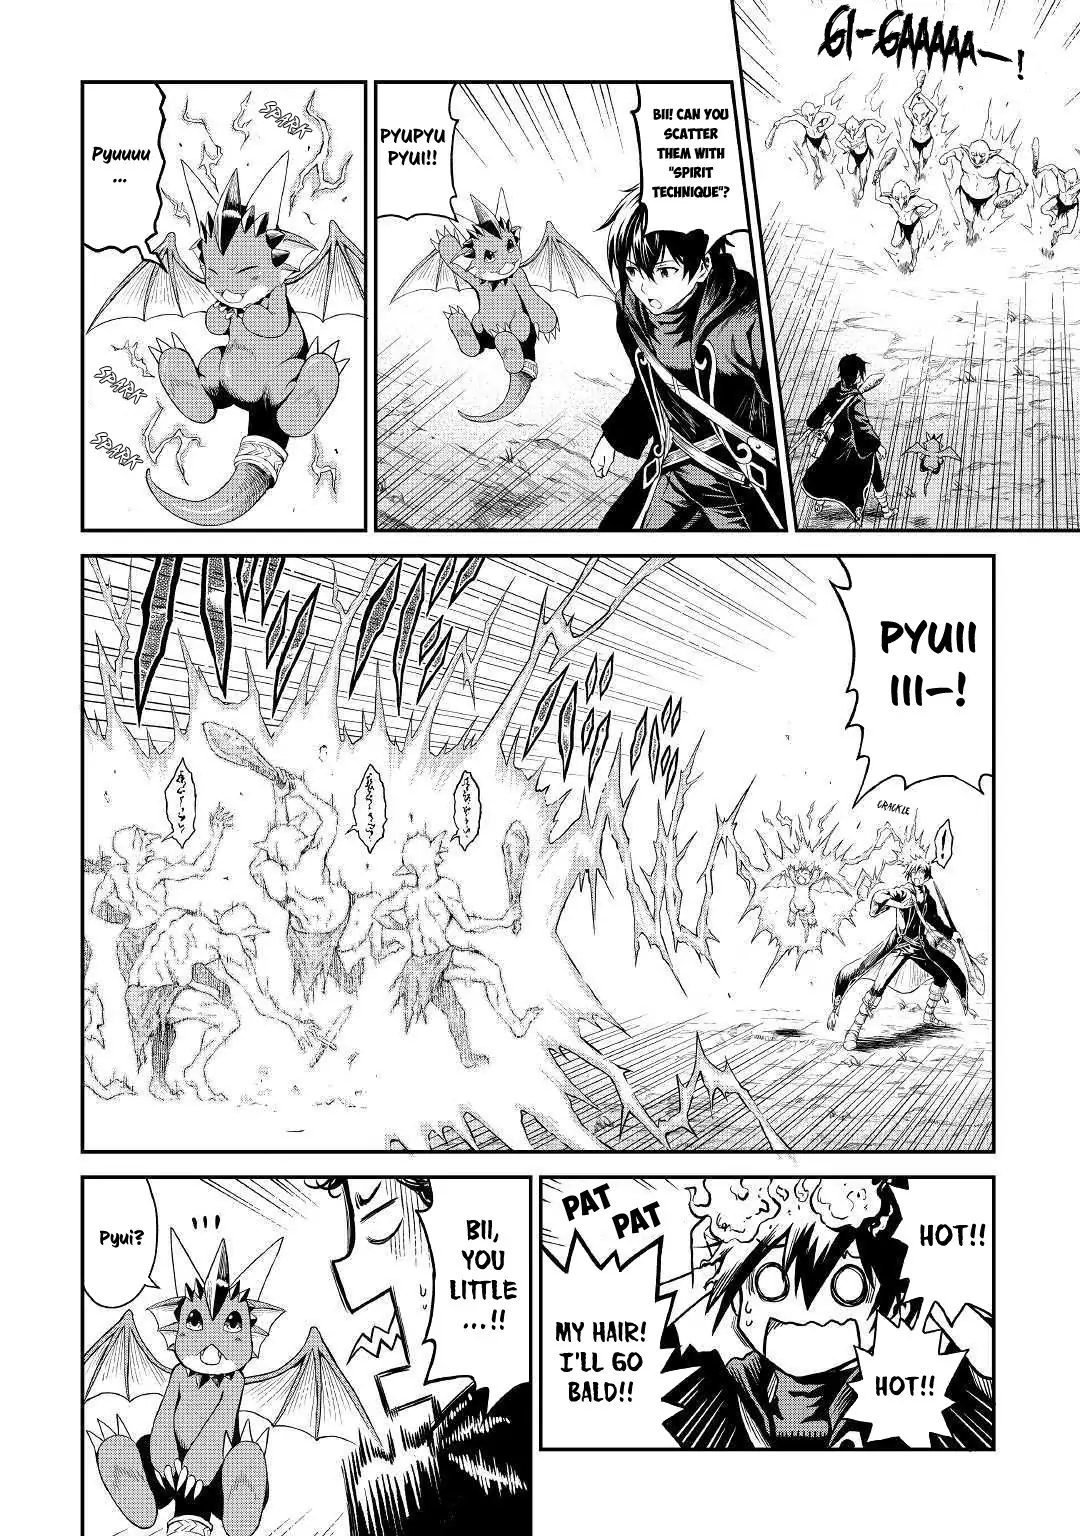 GI-GAAAAA-!
BII! CAN YOU
SCATTER
THEM WITH
"SPIRIT
TECHNIQUE"?
PYUPYU
PYUI!!
Pyuuuu
...
SPARK
SPARK
SPARK
SPARK
PYUII
III-!
CRACKLE
!
HOT!!
PAT
PAT
MY HAIR!
I'LL GO
BALD!!
HOT!!
BII,
YOU
LITTLE
...!!
Pyui?